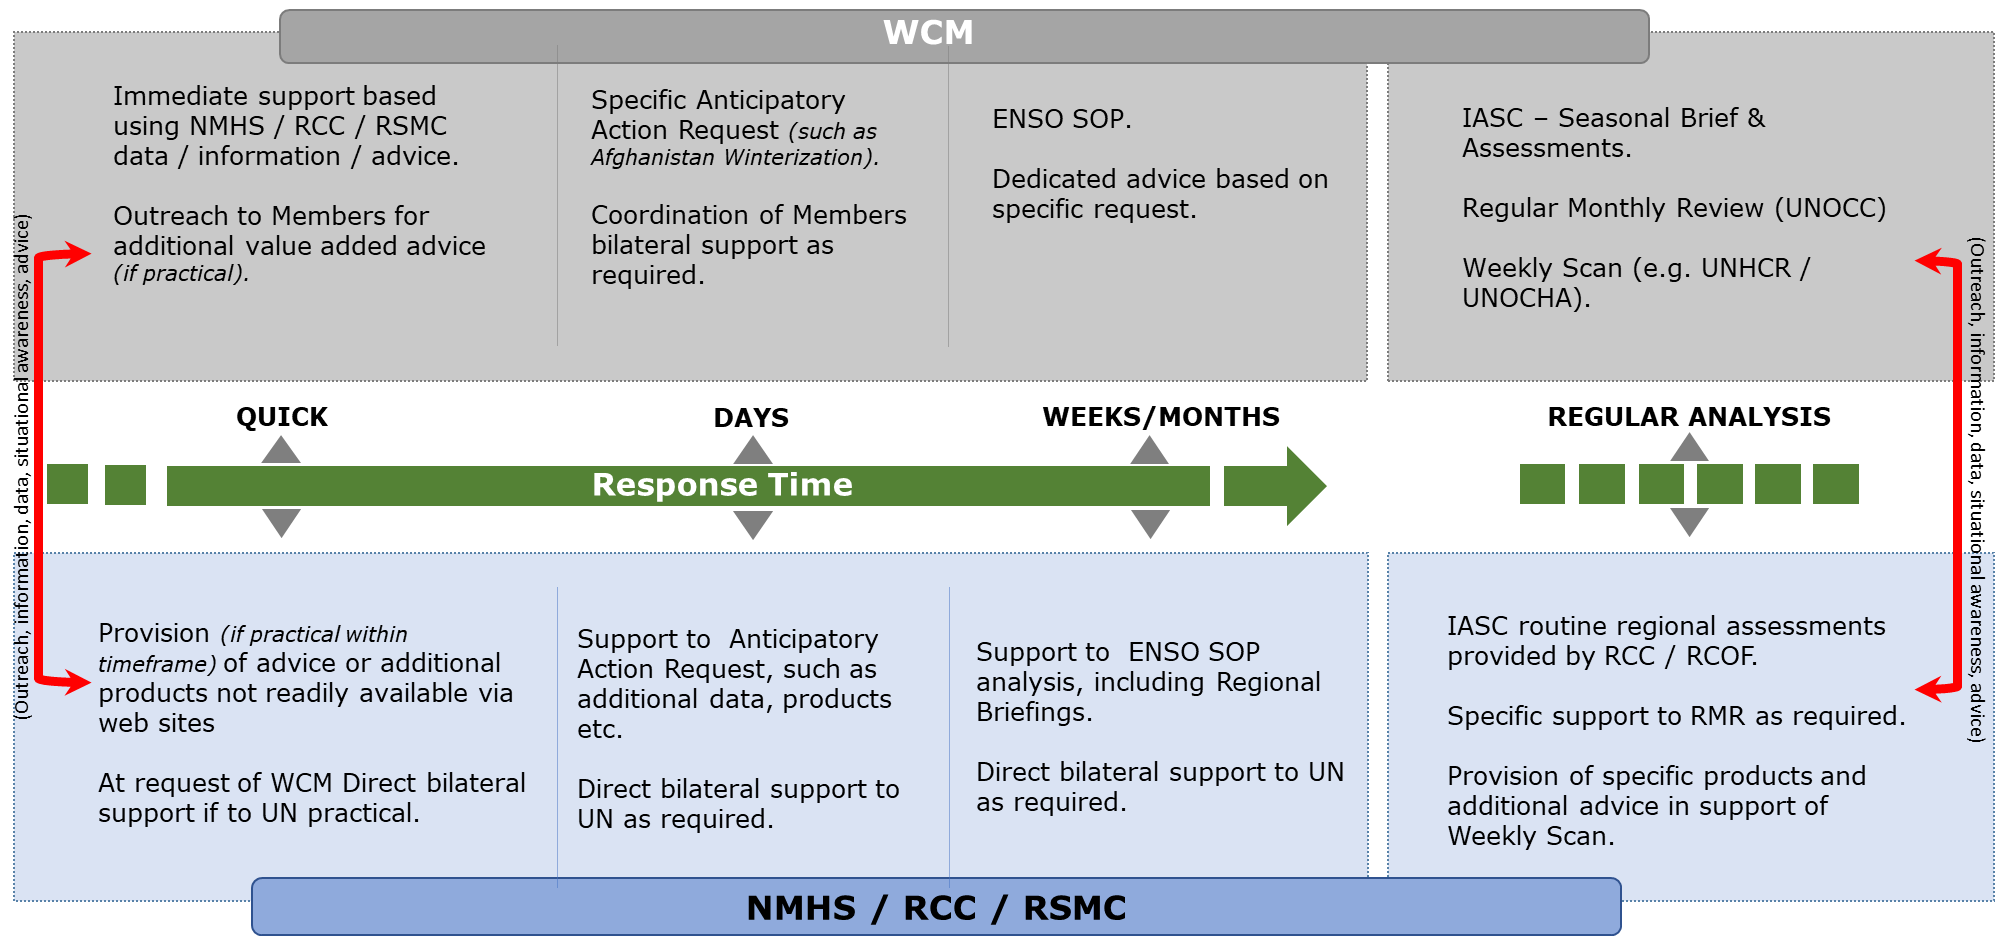 WCM
Immediate support based
using NMHS / RCC / RSMC
data / information / advice.
Outreach to Members for
additional value added advice
(if practical).
Specific Anticipatory
Action Request (such as
Afghanistan Winterization).
Coordination of Members
bilateral support as
required.
ENSO SOP.
Dedicated advice based on
specific request.
IASC – Seasonal Brief &
Assessments.
Regular Monthly Review (UNOCC)
Weekly Scan (e.g. UNHCR /
UNOCHA).
(Outreach, information, data, situational awareness, advice)
(Outreach, information, data, situational awareness, advice)
QUICK
DAYS
WEEKS/MONTHS
REGULAR ANALYSIS
Response Time
Provision (if practical within
timeframe) of advice or additional
products not readily available via
web sites
At request of WCM Direct bilateral
support if to UN practical.
Support to  Anticipatory
Action Request, such as
additional data, products
etc.
Direct bilateral support to
UN as required.
Support to  ENSO SOP
analysis, including Regional
Briefings.
Direct bilateral support to UN
as required.
IASC routine regional assessments
provided by RCC / RCOF.
Specific support to RMR as required.
Provision of specific products and
additional advice in support of
Weekly Scan.
NMHS / RCC / RSMC